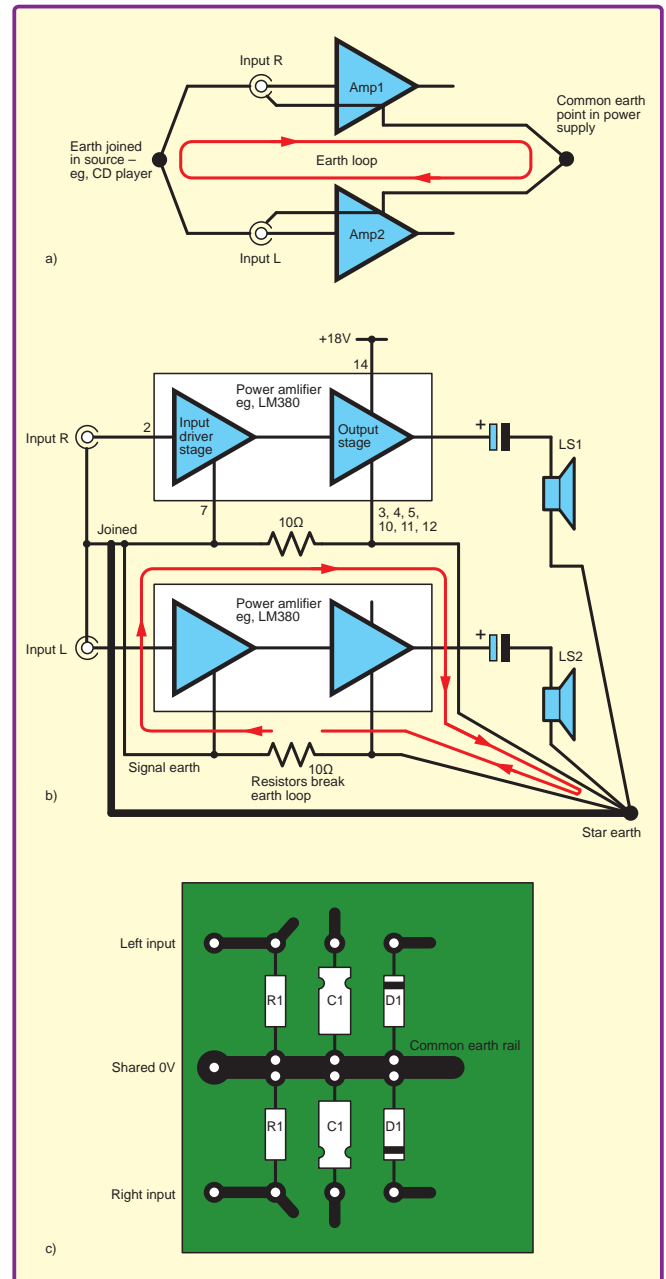 Input R
Amp1
Common earth
point in power
supply
Earth joined
in source –
eg, CD player
Earth loop
Amp2
Input L
a)
+18V
14
Power amlifier
eg, LM380
Input R
2
Input
driver
stage
Output
stage
+
LS1
7
3, 4, 5,
10, 11, 12
Joined
10Ω
Power amlifier
eg, LM380
Input L
+
LS2
Signal earth
10Ω
Resistors break
earth loop
b)
Star earth
Left input
R1
C1
D1
Common earth rail
Shared 0V
R1
C1
D1
Right input
c)